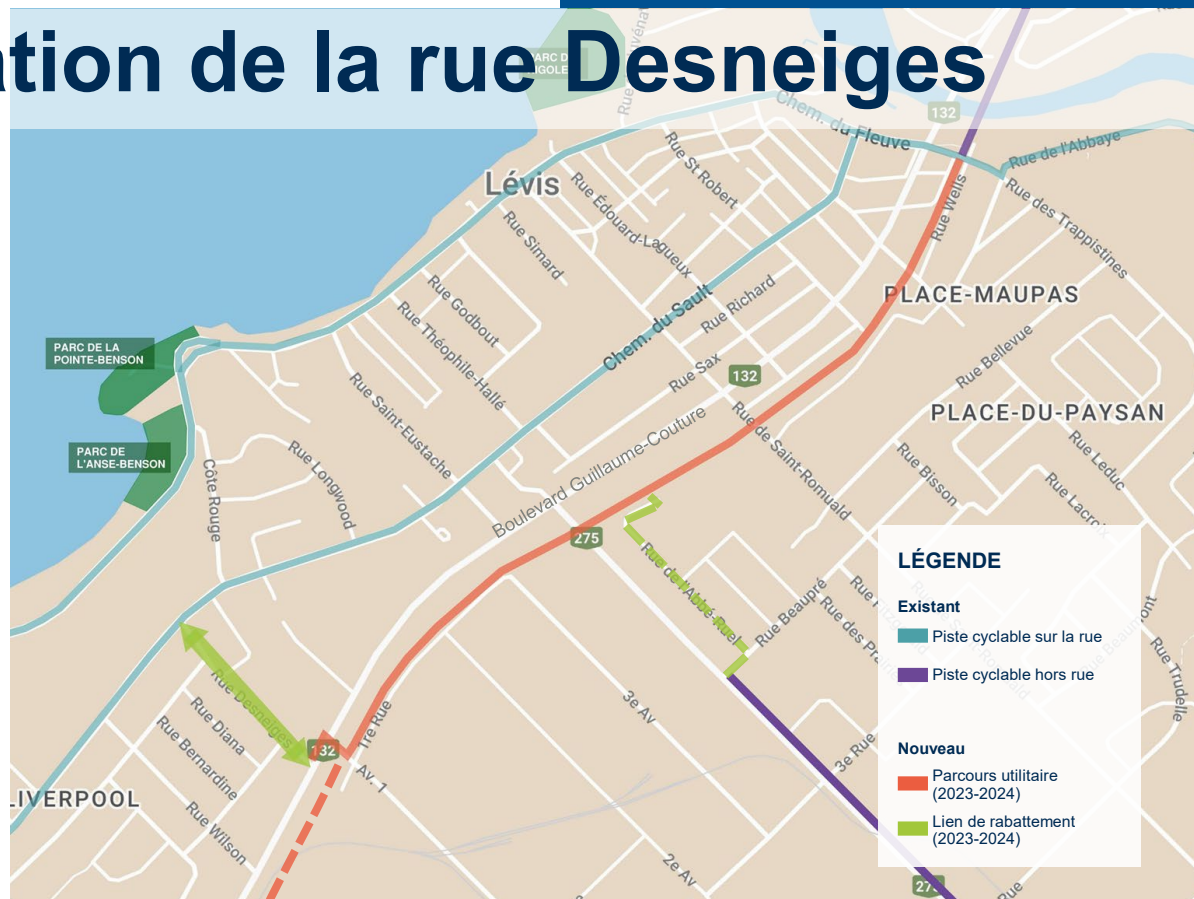 ation de la rue Desneiges
132
Chem. du Fleuve
Rue de l'Abbaye
Lévis
Rue St Robert
Rue Édouard-Lagueux
Rue Wells
Rue des Trappistines
Rue Simard
Rue Godbout
Rue Richard
PLACE-MAUPAS
Rue Théophile-Hallé
Chem. du Sault
PARC DE LA
POINTE-BENSON
Rue Sax
132
Rue Bellevue
Rue Saint-Eustache
PLACE-DU-PAYSAN
Rue de Saint-Romuald
PARC DE
L'ANSE-BENSON
Côte Rouge
Rue Longwood
Boulevard Guillaume-Couture
Rue Bisson
Rue Leduc
Rue Lacroix
275
Rue de l'Abbé-Ruel
Rue Beaupré
Rue Trudelle
LÉGENDE
Existant
Piste cyclable sur la rue
Piste cyclable hors rue
Nouveau
Parcours utilitaire
(2023-2024)
Lien de rabattement
(2023-2024)
Rue Desneiges
Rue Diana
Rue Bernardine
Rue Wilson
LIVERPOOL
132
1re Rue
Av. 1
3e Av
3e Rue
2e Av
Rue